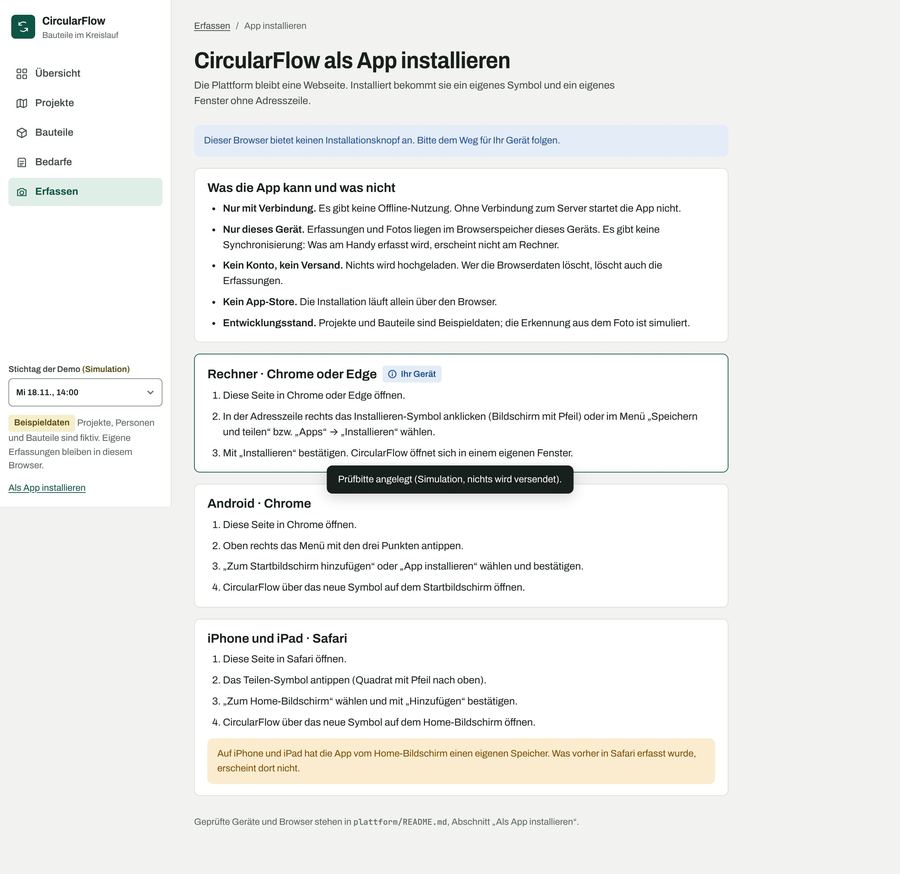 CircularFlow
Bauteile im Kreislauf
Übersicht
Projekte
Bauteile
Bedarfe
Erfassen
Stichtag der Demo (Simulation)
Mi 18.11., 14:00
Beispieldaten Projekte, Personen
und Bauteile sind fiktiv. Eigene
Erfassungen bleiben in diesem
Browser.
Als App installieren
Erfassen / App installieren
CircularFlow als App installieren
Die Plattform bleibt eine Webseite. Installiert bekommt sie ein eigenes Symbol und ein eigenes
Fenster ohne Adresszeile.
Dieser Browser bietet keinen Installationsknopf an. Bitte dem Weg für Ihr Gerät folgen.
Was die App kann und was nicht
• Nur mit Verbindung. Es gibt keine Offline-Nutzung. Ohne Verbindung zum Server startet die App nicht.
• Nur dieses Gerät. Erfassungen und Fotos liegen im Browserspeicher dieses Geräts. Es gibt keine
Synchronisierung: Was am Handy erfasst wird, erscheint nicht am Rechner.
• Kein Konto, kein Versand. Nichts wird hochgeladen. Wer die Browserdaten löscht, löscht auch die
Erfassungen.
• Kein App-Store. Die Installation läuft allein über den Browser.
• Entwicklungsstand. Projekte und Bauteile sind Beispieldaten; die Erkennung aus dem Foto ist simuliert.
Rechner · Chrome oder Edge Ihr Gerät
1. Diese Seite in Chrome oder Edge öffnen.
2. In der Adresszeile rechts das Installieren-Symbol anklicken (Bildschirm mit Pfeil) oder im Menü „Speichern
und teilen“ bzw. „Apps“ → „Installieren“ wählen.
3. Mit „Installieren“ bestätigen. CircularFlow öffnet sich in einem eigenen Fenster.
Prüfbitte angelegt (Simulation, nichts wird versendet).
Android · Chrome
1. Diese Seite in Chrome öffnen.
2. Oben rechts das Menü mit den drei Punkten antippen.
3. „Zum Startbildschirm hinzufügen“ oder „App installieren“ wählen und bestätigen.
4. CircularFlow über das neue Symbol auf dem Startbildschirm öffnen.
iPhone und iPad · Safari
1. Diese Seite in Safari öffnen.
2. Das Teilen-Symbol antippen (Quadrat mit Pfeil nach oben).
3. „Zum Home-Bildschirm“ wählen und mit „Hinzufügen“ bestätigen.
4. CircularFlow über das neue Symbol auf dem Home-Bildschirm öffnen.
Auf iPhone und iPad hat die App vom Home-Bildschirm einen eigenen Speicher. Was vorher in Safari erfasst wurde,
erscheint dort nicht.
Geprüfte Geräte und Browser stehen in plattform/README.md, Abschnitt „Als App installieren“.